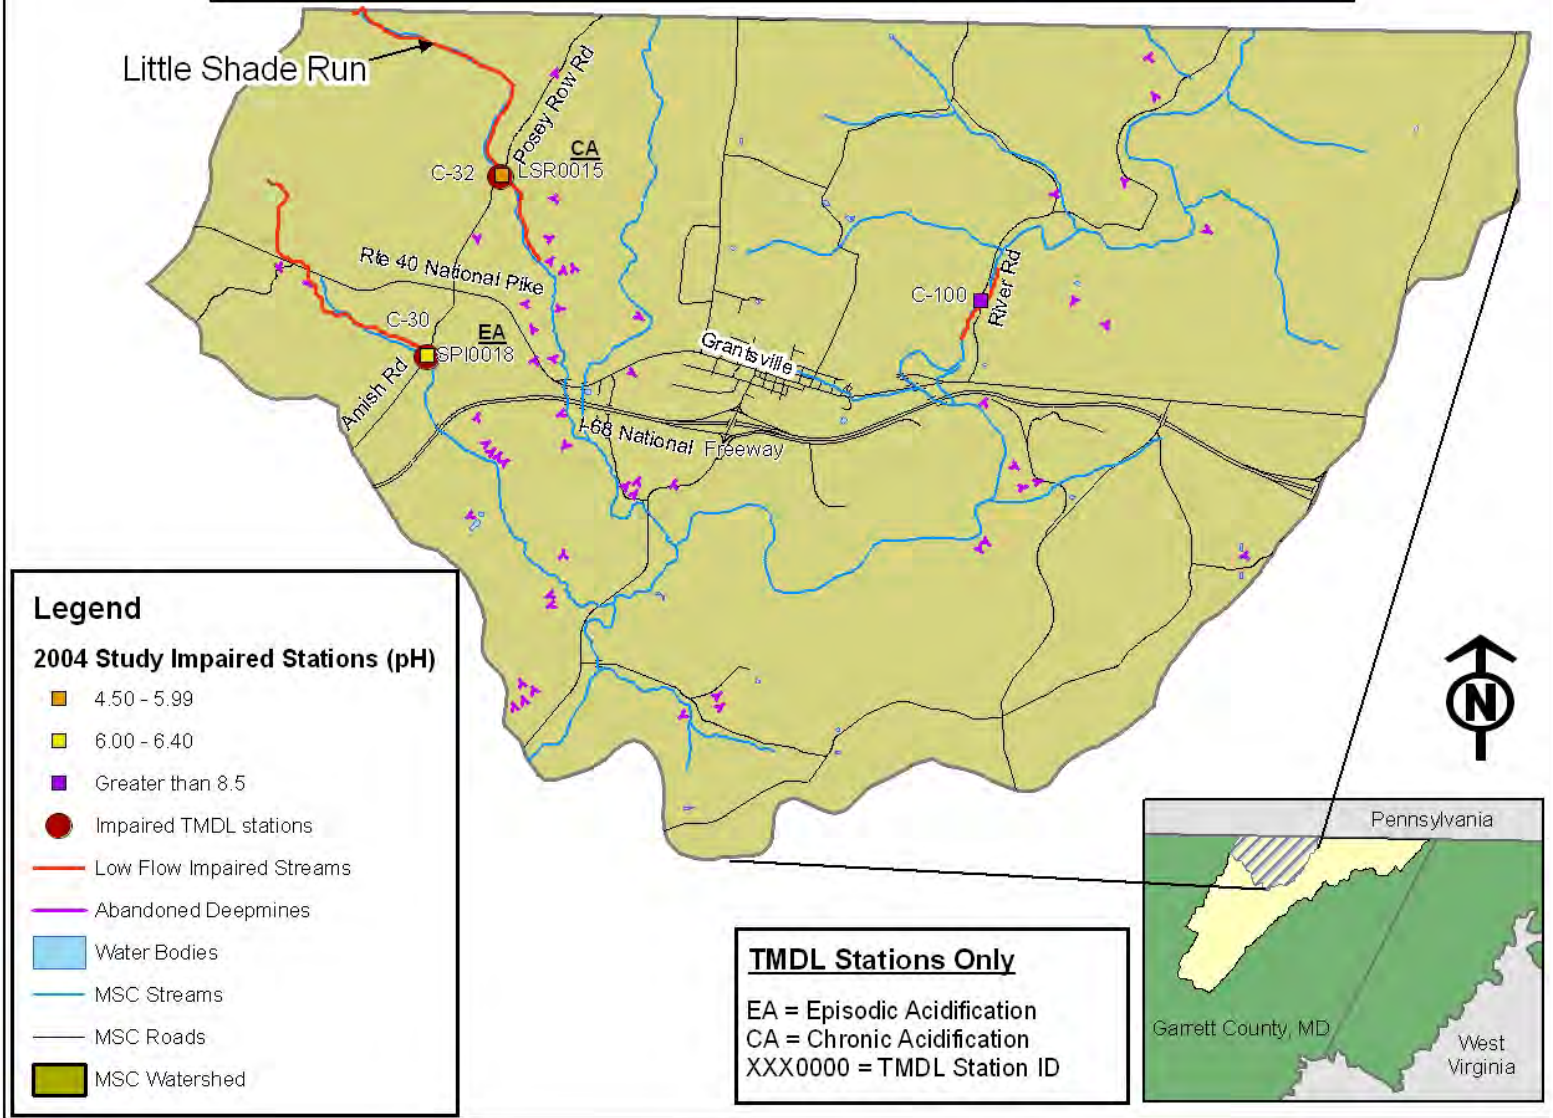 Little Shade Run
Posey Row Rd
CA
C-32
LSR0015
Rte 40 National Pike
C-100
River Rd
C-30
EA
SPI0018
Grantsville
Amish Rd
I-68 National Freeway
Legend
2004 Study Impaired Stations (pH)
4.50 - 5.99
6.00 - 6.40
Greater than 8.5
Impaired TMDL stations
Low Flow Impaired Streams
Abandoned Deepmines
Water Bodies
MSC Streams
MSC Roads
MSC Watershed
TMDL Stations Only
EA = Episodic Acidification
CA = Chronic Acidification
XXX0000 = TMDL Station ID
N
Pennsylvania
Garrett County, MD
West
Virginia